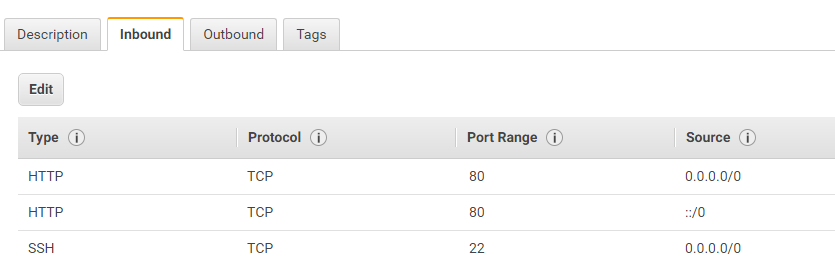 Description Inbound Outbound Tags
Edit
Type Protocol Port Range Source
HTTP TCP 80 0.0.0.0/0
HTTP TCP 80 ::/0
SSH TCP 22 0.0.0.0/0